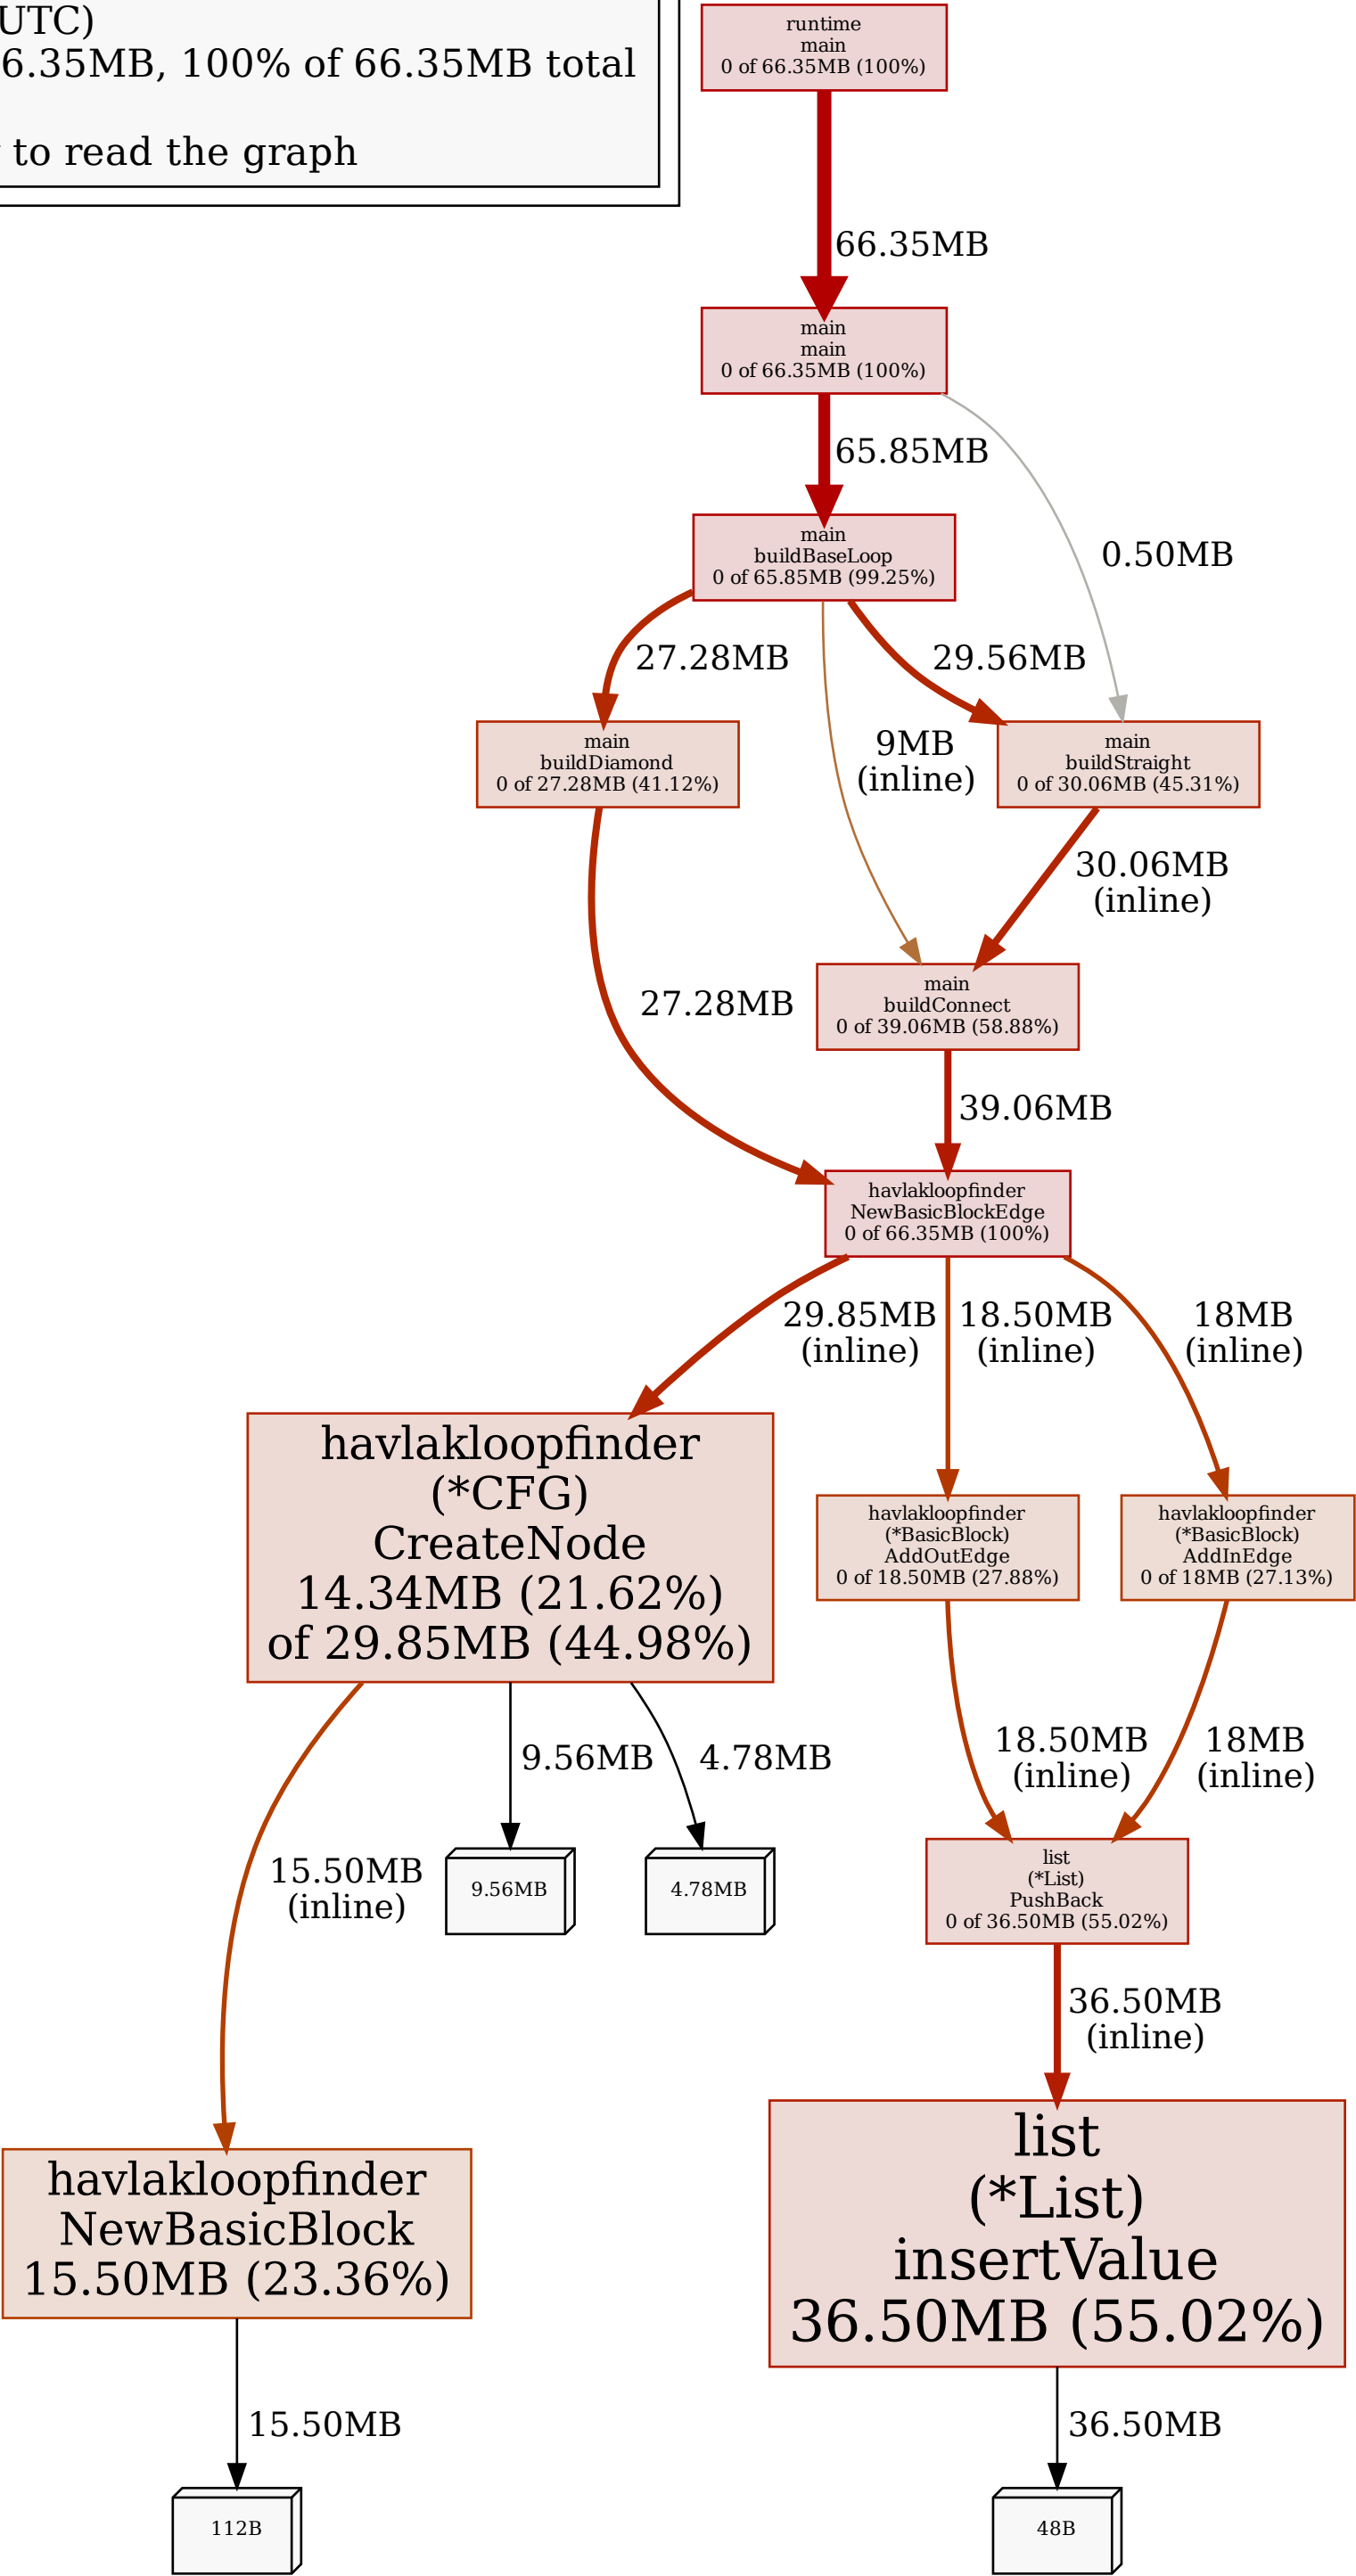 UTC)
6.35MB, 100% of 66.35MB total
to read the graph
runtime
main
0 of 66.35MB (100%)
66.35MB
main
main
0 of 66.35MB (100%)
65.85MB
0.50MB
main
buildBaseLoop
0 of 65.85MB (99.25%)
27.28MB
29.56MB
9MB
(inline)
main
buildDiamond
0 of 27.28MB (41.12%)
main
buildStraight
0 of 30.06MB (45.31%)
30.06MB
(inline)
27.28MB
main
buildConnect
0 of 39.06MB (58.88%)
39.06MB
havlakloopfinder
NewBasicBlockEdge
0 of 66.35MB (100%)
29.85MB
(inline)
18.50MB
(inline)
18MB
(inline)
havlakloopfinder
(*CFG)
CreateNode
14.34MB (21.62%)
of 29.85MB (44.98%)
havlakloopfinder
(*BasicBlock)
AddOutEdge
0 of 18.50MB (27.88%)
havlakloopfinder
(*BasicBlock)
AddInEdge
0 of 18MB (27.13%)
15.50MB
(inline)
9.56MB
4.78MB
18.50MB
(inline)
18MB
(inline)
9.56MB
4.78MB
list
(*List)
PushBack
0 of 36.50MB (55.02%)
36.50MB
(inline)
havlakloopfinder
NewBasicBlock
15.50MB (23.36%)
list
(*List)
insertValue
36.50MB (55.02%)
15.50MB
36.50MB
112B
48B